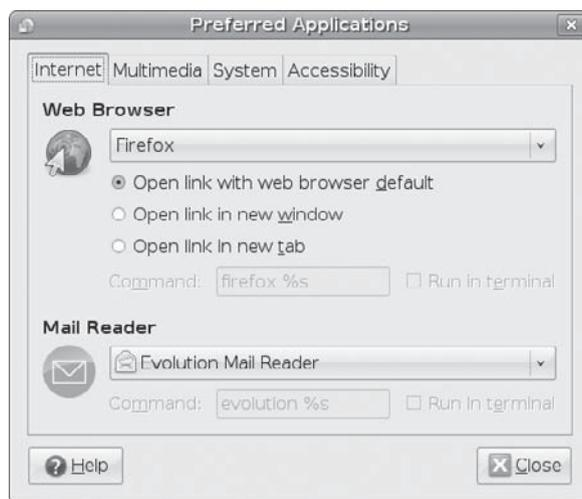 Preferred Applications
Internet Multimedia System Accessibility
Web Browser
Firefox
Open link with web browser default
Open link in new window
Open link in new tab
Command: firefox %s Run in terminal
Mail Reader
Evolution Mail Reader
Command: evolution %s Run in terminal
Help Close